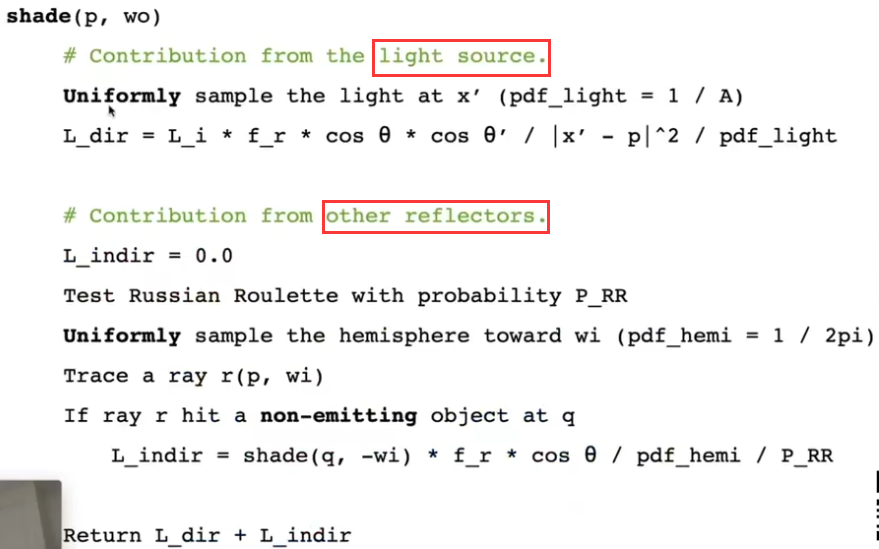 shade(p, wo)
# Contribution from the light source.
Uniformly sample the light at x′ (pdf_light = 1 / A)
L_dir = L_i * f_r * cos θ * cos θ′ / |x′ - p|^2 / pdf_light
# Contribution from other reflectors.
L_indir = 0.0
Test Russian Roulette with probability P_RR
Uniformly sample the hemisphere toward wi (pdf_hemi = 1 / 2pi)
Trace a ray r(p, wi)
If ray r hit a non-emitting object at q
L_indir = shade(q, -wi) * f_r * cos θ / pdf_hemi / P_RR
Return L_dir + L_indir